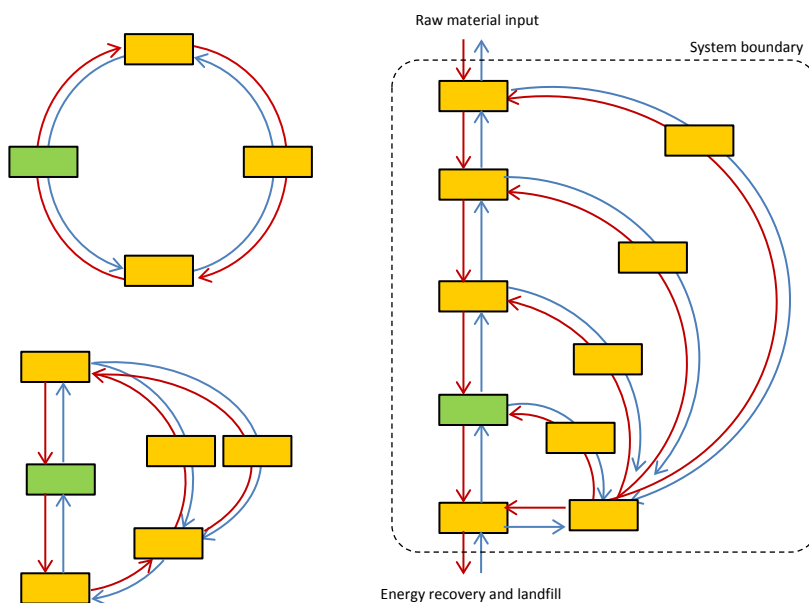 Raw material input
System boundary
Energy recovery and landfill